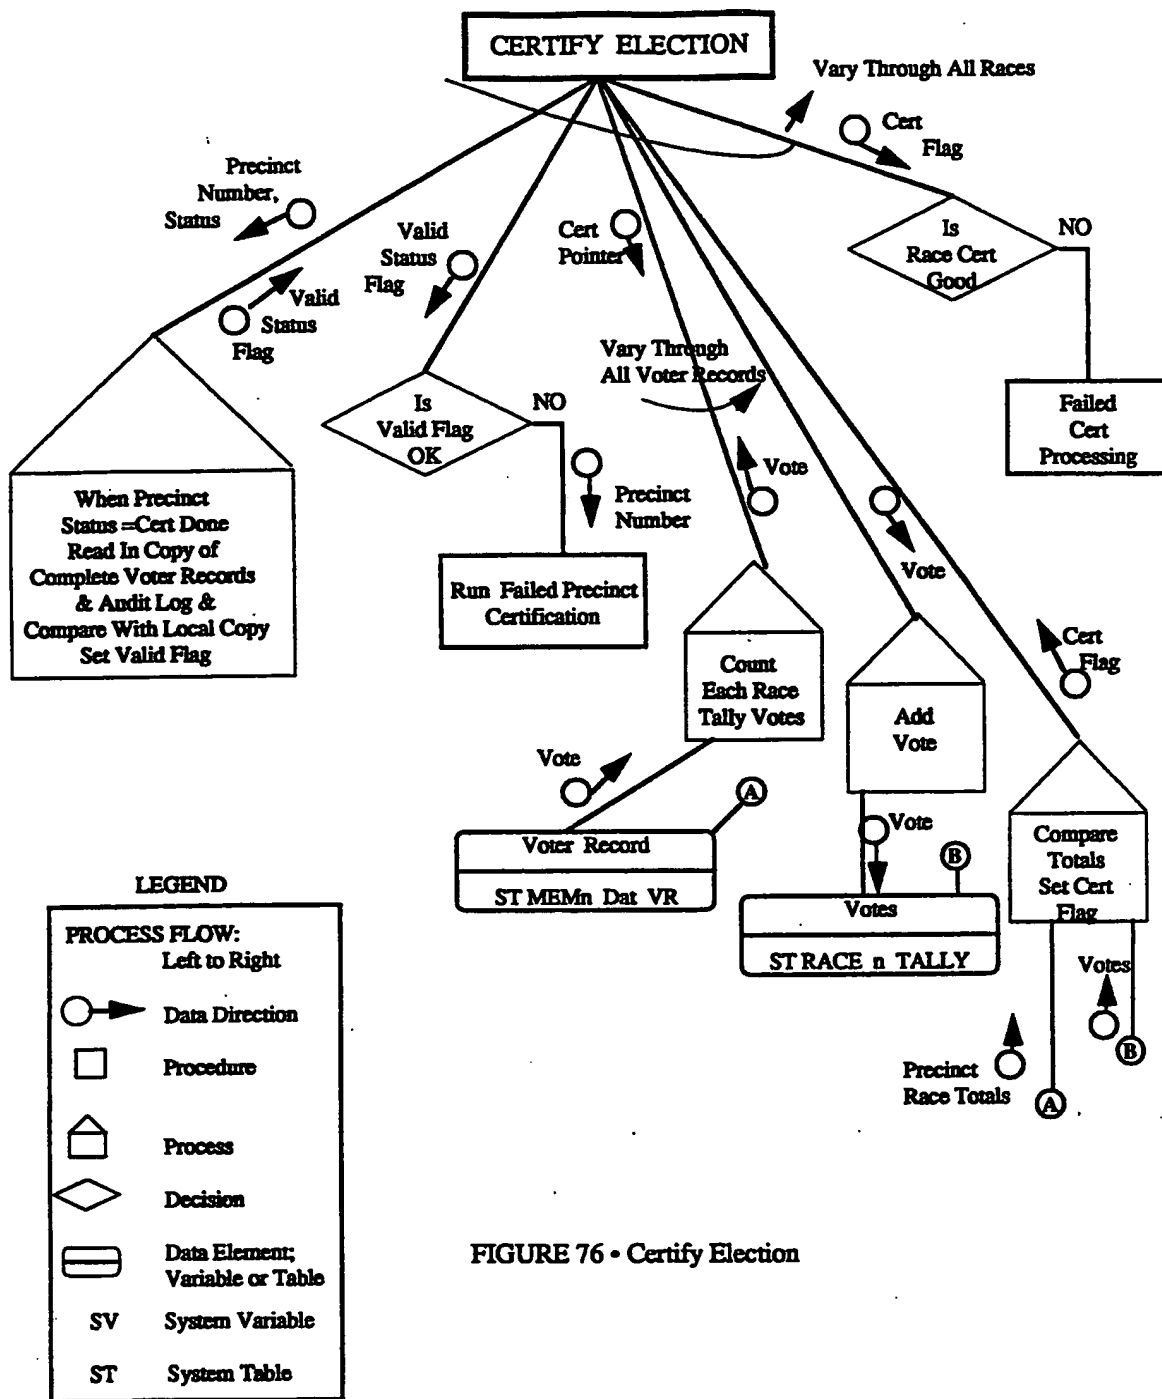 CERTIFY ELECTION
Vary Through All Races
Cert
Flag
Precinct
Number,
Status
Valid
Status
Flag
Valid
Status
Flag
Cert
Pointer
Is
Race Cert
Good
NO
Vary Through
All Voter Records
Is
Valid Flag
OK
NO
Failed
Cert
Processing
When Precinct
Status =Cert Done
Read In Copy of
Complete Voter Records
& Audit Log &
Compare With Local Copy
Set Valid Flag
Precinct
Number
Vote
Vote
Run Failed Precinct
Certification
Count
Each Race
Tally Votes
Add
Vote
Cert
Flag
Vote
A
Voter Record
ST MEMn Dat VR
Vote
B
Votes
ST RACE n TALLY
Compare
Totals
Set Cert
Flag
Votes
B
Precinct
Race Totals
A
LEGEND
PROCESS FLOW:
Left to Right
Data Direction
Procedure
Process
Decision
Data Element;
Variable or Table
SV System Variable
ST System Table
FIGURE 76 • Certify Election